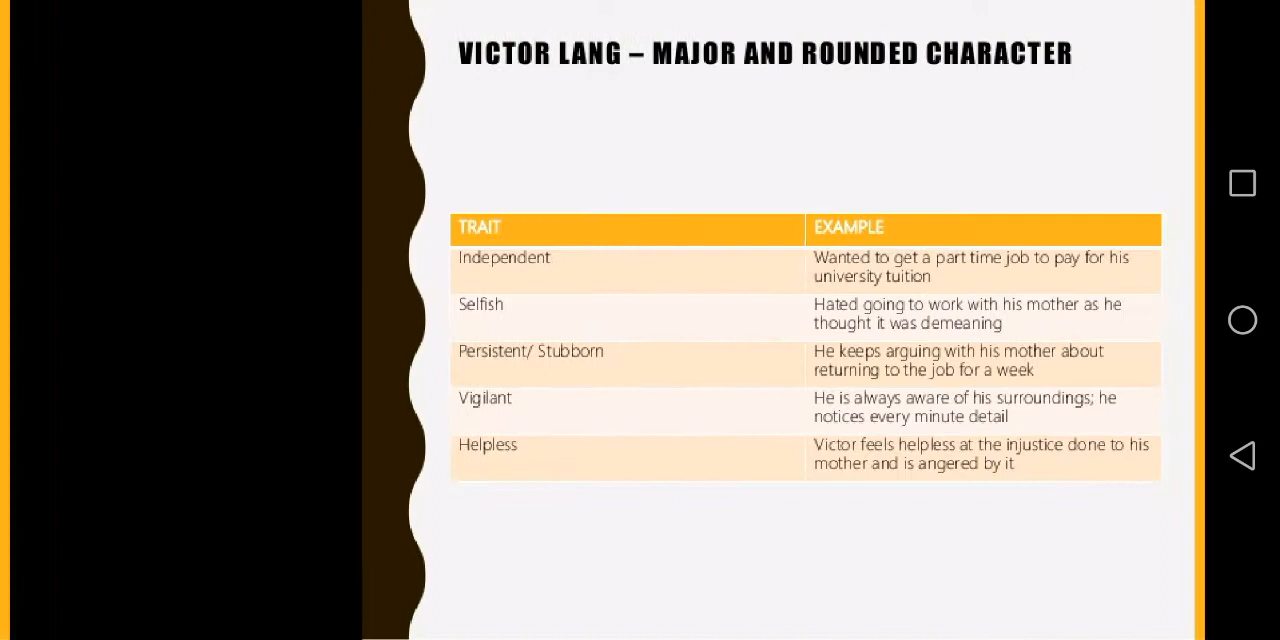 VICTOR LANG – MAJOR AND ROUNDED CHARACTER
TRAIT
EXAMPLE
Independent
Wanted to get a part time job to pay for his
university tuition
Selfish
Hated going to work with his mother as he
thought it was demeaning
Persistent/ Stubborn
He keeps arguing with his mother about
returning to the job for a week
Vigilant
He is always aware of his surroundings; he
notices every minute detail
Helpless
Victor feels helpless at the injustice done to his
mother and is angered by it